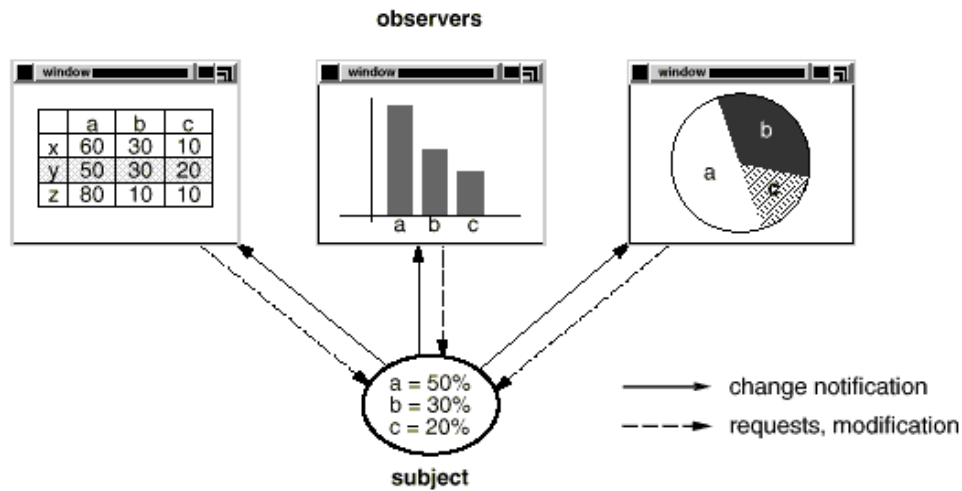 observers
window
a b c
x 60 30 10
y 50 30 20
z 80 10 10
window
a b c
window
b
a
c
a = 50%
b = 30%
c = 20%
subject
change notification
requests, modification